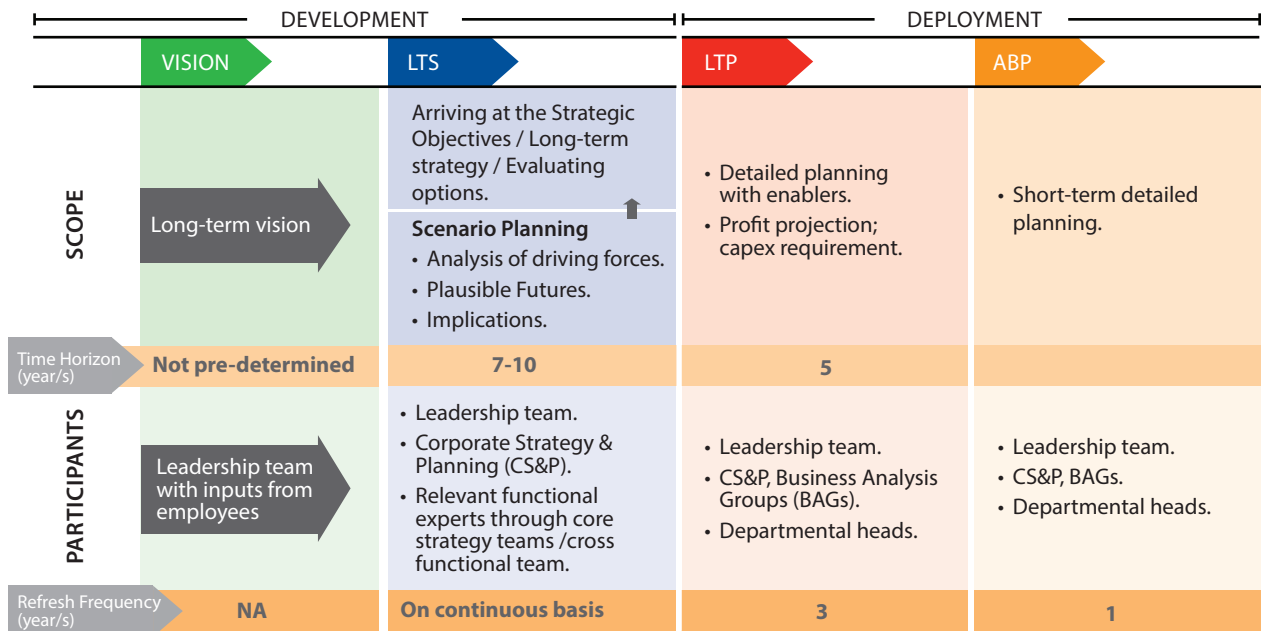 DEVELOPMENT
DEPLOYMENT
VISION
LTS
LTP
ABP
SCOPE
Long-term vision
Arriving at the Strategic
Objectives / Long-term
strategy / Evaluating
options.
Scenario Planning
• Analysis of driving forces.
• Plausible Futures.
• Implications.
• Detailed planning
with enablers.
• Profit projection;
capex requirement.
• Short-term detailed
planning.
Time Horizon
(year/s)
Not pre-determined
7-10
5
PARTICIPANTS
Leadership team
with inputs from
employees
• Leadership team.
• Corporate Strategy &
Planning (CS&P).
• Relevant functional
experts through core
strategy teams /cross
functional team.
• Leadership team.
• CS&P, Business Analysis
Groups (BAGs).
• Departmental heads.
• Leadership team.
• CS&P, BAGs.
• Departmental heads.
Refresh Frequency
(year/s)
NA
On continuous basis
3
1